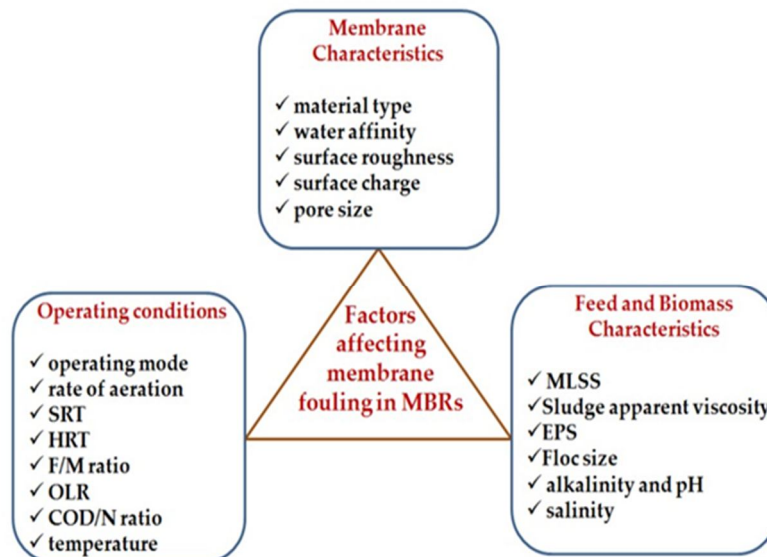 Membrane
Characteristics
✓ material type
✓ water affinity
✓ surface roughness
✓ surface charge
✓ pore size
Operating conditions
✓ operating mode
✓ rate of aeration
✓ SRT
✓ HRT
✓ F/M ratio
✓ OLR
✓ COD/N ratio
✓ temperature
Factors
affecting
membrane
fouling in MBRs
Feed and Biomass
Characteristics
✓ MLSS
✓Sludge apparent viscosity
✓EPS
✓Floc size
✓ alkalinity and pH
✓ salinity